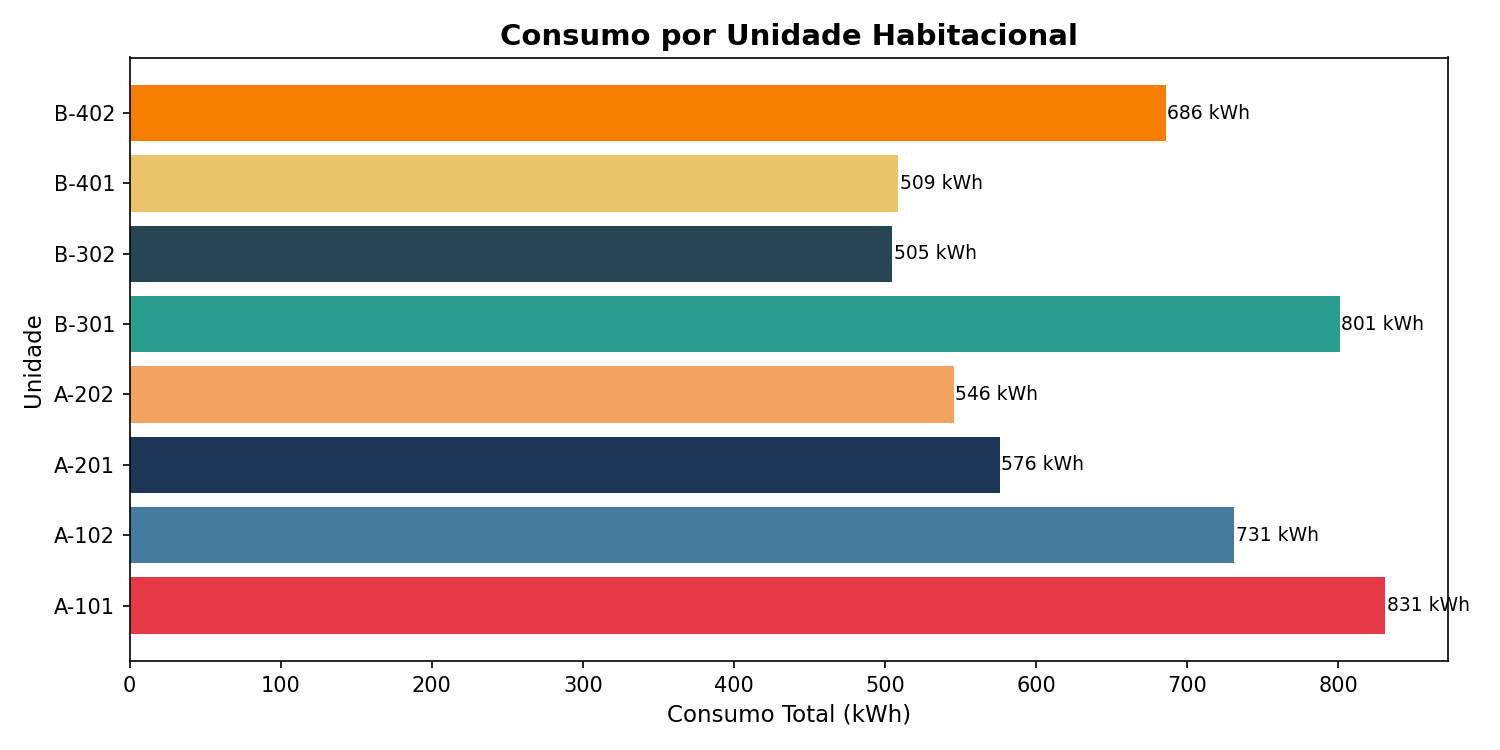 Consumo por Unidade Habitacional
B-402 686 kWh
B-401 509 kWh
B-302 505 kWh
B-301 801 kWh
A-202 546 kWh
A-201 576 kWh
A-102 731 kWh
A-101 831 kWh
Unidade
0 100 200 300 400 500 600 700 800
Consumo Total (kWh)